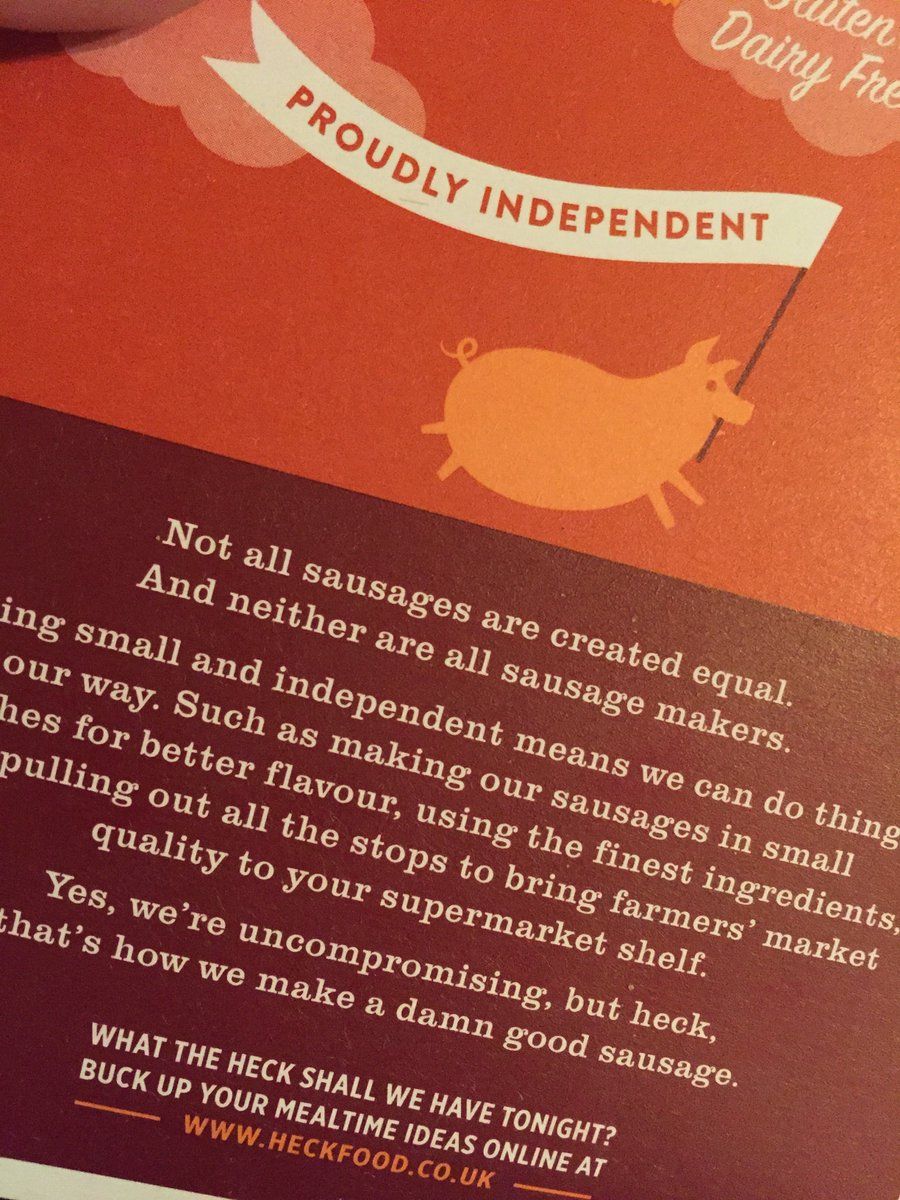 Gluten
Dairy Free
PROUDLY INDEPENDENT
Not all sausages are created equal.
And neither are all sausage makers.
ing small and independent means we can do thing
our way. Such as making our sausages in small
hes for better flavour, using the finest ingredients,
pulling out all the stops to bring farmers' market
quality to your supermarket shelf.
Yes, we're uncompromising, but heck,
that's how we make a damn good sausage.
WHAT THE HECK SHALL WE HAVE TONIGHT?
BUCK UP YOUR MEALTIME IDEAS ONLINE AT
WWW.HECKFOOD.CO.UK